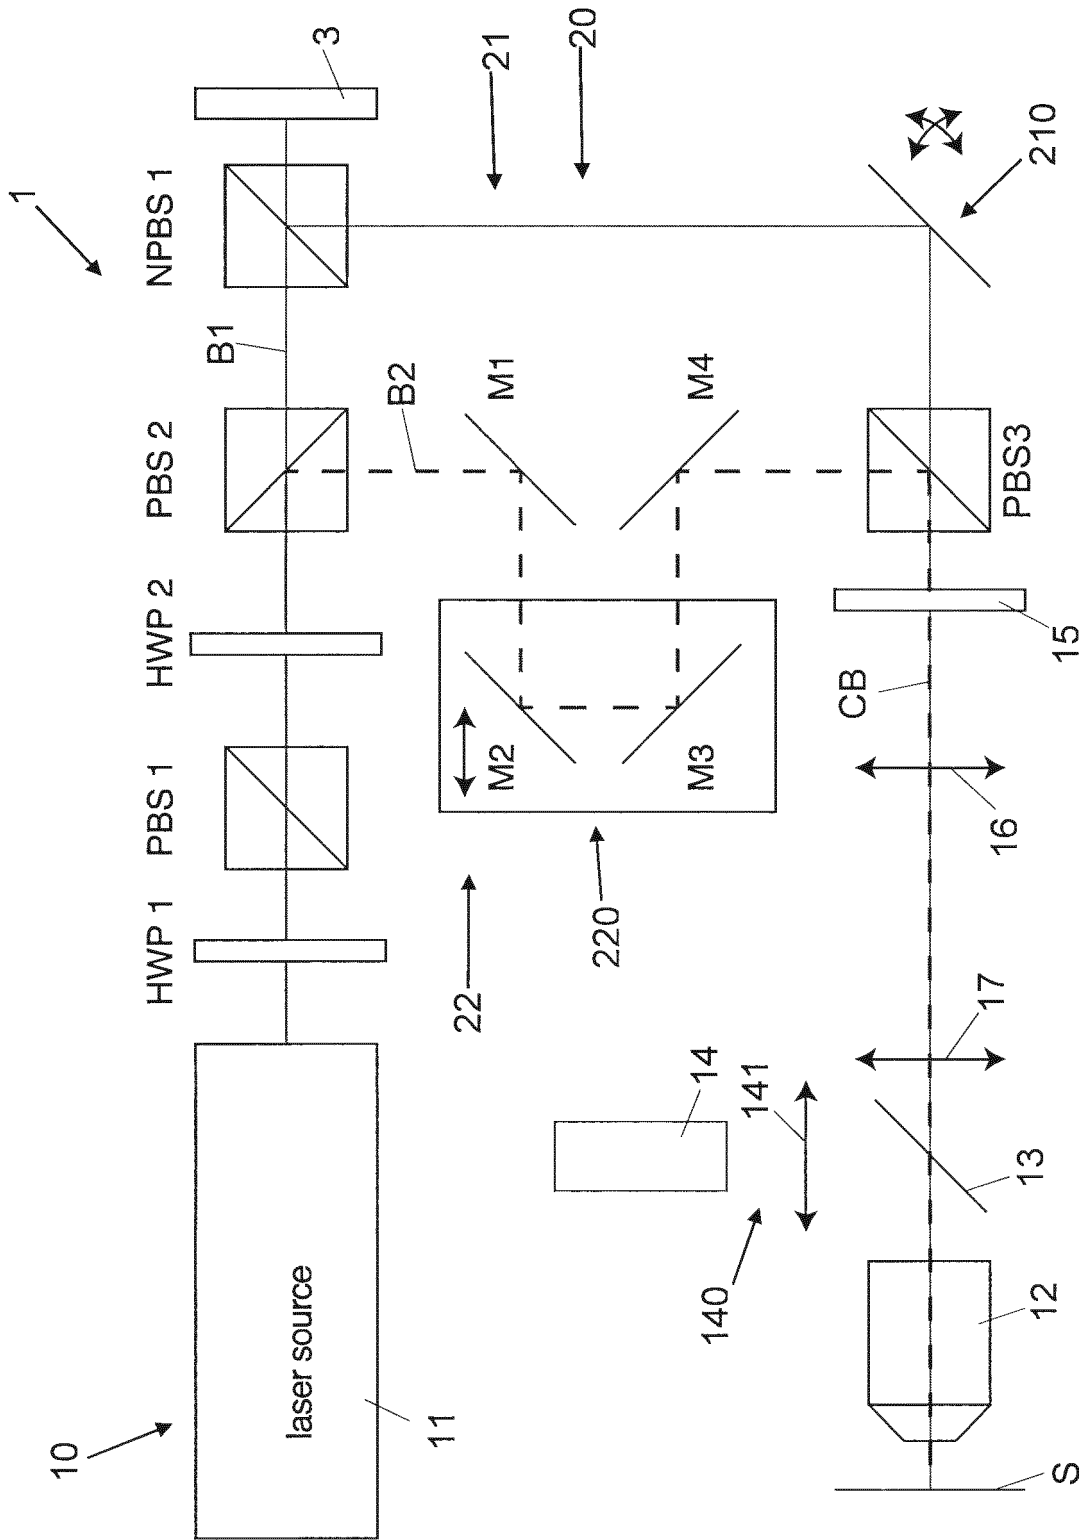 1
10
laser source
11
HWP 1
PBS 1
HWP 2
PBS 2
B1
NPBS 1
3
22
220
M2
M3
M1
B2
M4
21
20
210
140
141
14
S
12
13
17
16
CB
15
PBS3